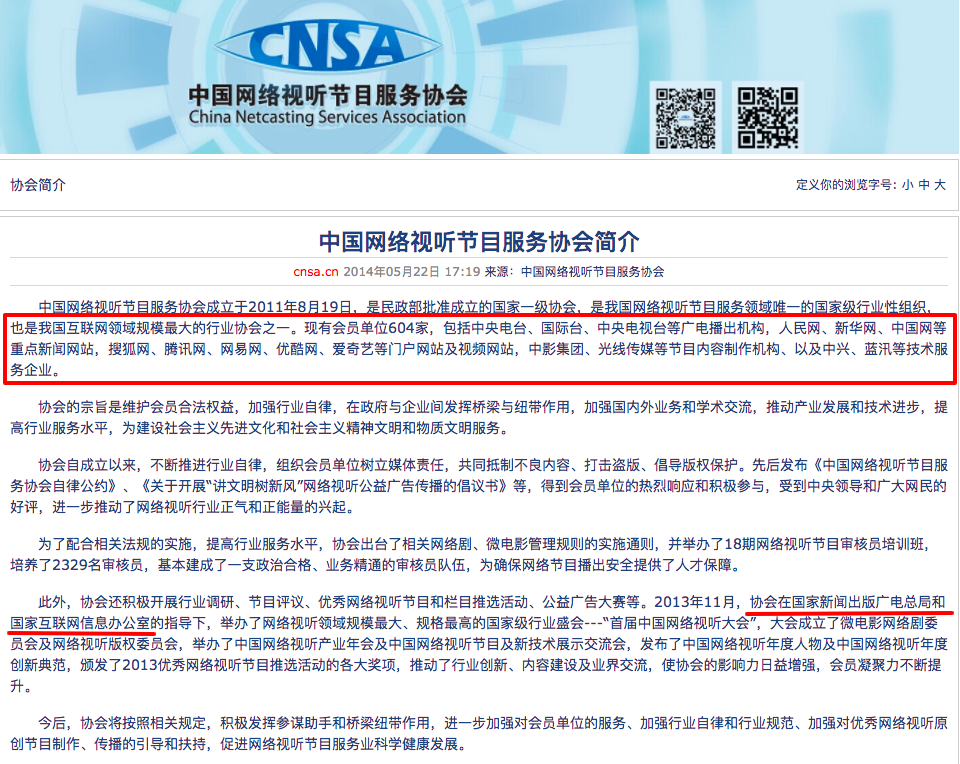 CNSA
中国网络视听节目服务协会
China Netcasting Services Association
协会简介
定义你的浏览字号：小 中 大
中国网络视听节目服务协会简介
cnsa.cn 2014年05月22日 17:19 来源：中国网络视听节目服务协会
中国网络视听节目服务协会成立于2011年8月19日，是民政部批准成立的国家一级协会，是我国网络视听节目服务领域唯一的国家级行业性组织，
也是我国互联网领域规模最大的行业协会之一。现有会员单位604家，包括中央电台、国际台、中央电视台等广电播出机构，人民网、新华网、中国网等
重点新闻网站，搜狐网、腾讯网、网易网、优酷网、爱奇艺等门户网站及视频网站，中影集团、光线传媒等节目内容制作机构、以及中兴、蓝汛等技术服
务企业。
协会的宗旨是维护会员合法权益，加强行业自律，在政府与企业间发挥桥梁与纽带作用，加强国内外业务和学术交流，推动产业发展和技术进步，提
高行业服务水平，为建设社会主义先进文化和社会主义精神文明和物质文明服务。
协会自成立以来，不断推进行业自律，组织会员单位树立媒体责任，共同抵制不良内容、打击盗版、倡导版权保护。先后发布《中国网络视听节目服
务协会自律公约》、《关于开展“讲文明树新风”网络视听公益广告传播的倡议书》等，得到会员单位的热烈响应和积极参与，受到中央领导和广大网民的
好评，进一步推动了网络视听行业正气和正能量的兴起。
为了配合相关法规的实施，提高行业服务水平，协会出台了相关网络剧、微电影管理规则的实施通则，并举办了18期网络视听节目审核员培训班，
培养了2329名审核员，基本建成了一支政治合格、业务精通的审核员队伍，为确保网络节目播出安全提供了人才保障。
此外，协会还积极开展行业调研、节目评议、优秀网络视听节目和栏目推选活动、公益广告大赛等。2013年11月，协会在国家新闻出版广电总局和
国家互联网信息办公室的指导下，举办了网络视听领域规模最大、规格最高的国家级行业盛会---“首届中国网络视听大会”，大会成立了微电影网络剧委
员会及网络视听版权委员会，举办了中国网络视听产业年会及中国网络视听节目及新技术展示交流会，发布了中国网络视听年度人物及中国网络视听年度
创新典范，颁发了2013优秀网络视听节目推选活动的各大奖项，推动了行业创新、内容建设及业界交流，使协会的影响力日益增强，会员凝聚力不断提
升。
今后，协会将按照相关规定，积极发挥参谋助手和桥梁纽带作用，进一步加强对会员单位的服务、加强行业自律和行业规范、加强对优秀网络视听原
创节目制作、传播的引导和扶持，促进网络视听节目服务业科学健康发展。